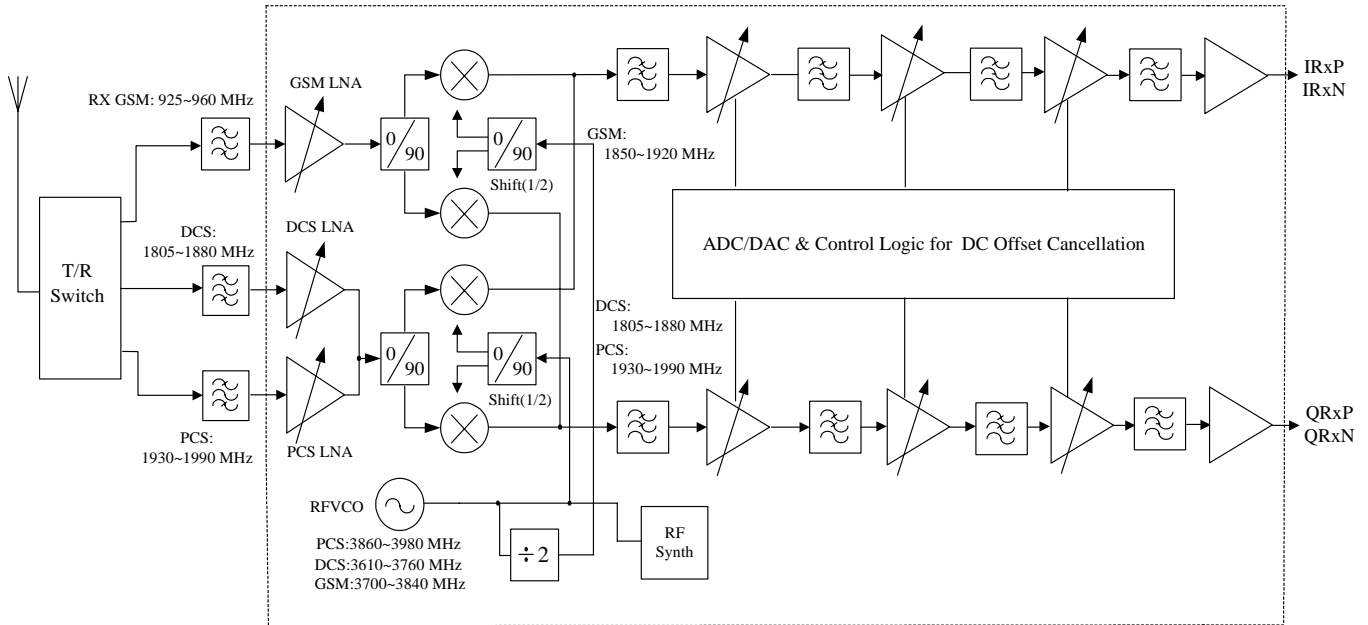 GSM LNA
RX GSM: 925~960 MHz
IRxP
IRxN
0/90
0/90
GSM:
1850~1920 MHz
Shift(1/2)
DCS:
1805~1880 MHz
DCS LNA
T/R
Switch
ADC/DAC & Control Logic for DC Offset Cancellation
0/90
0/90
DCS:
1805~1880 MHz
PCS:
1930~1990 MHz
Shift(1/2)
PCS:
1930~1990 MHz
PCS LNA
QRxP
QRxN
RFVCO
PCS:3860~3980 MHz
DCS:3610~3760 MHz
GSM:3700~3840 MHz
÷2
RF
Synth